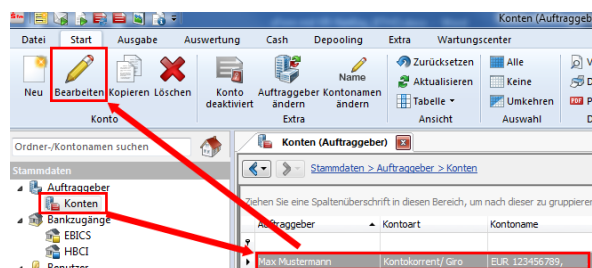 Konten (Auftraggeb
Datei Start Ausgabe Auswertung Cash Depooling Extra Wartungscenter
Neu Bearbeiten Kopieren Löschen
Konto deaktiviert
Auftraggeber ändern
Name
Kontonamen ändern
Zurücksetzen
Aktualisieren
Tabelle
Alle
Keine
Umkehren
V
D
P
Konto Extra Ansicht Auswahl D
Ordner-/Kontonamen suchen
Konten (Auftraggeber)
Stammdaten
Stammdaten > Auftraggeber > Konten
Auftraggeber
Konten
Ziehen Sie eine Spaltenüberschrift in diesen Bereich, um nach dieser zu gruppieren
Bankzugänge
Auftraggeber Kontoart Kontoname
EBICS
HBCI
Benutzer
Max Mustermann Kontokorrent/ Giro EUR 123456789,